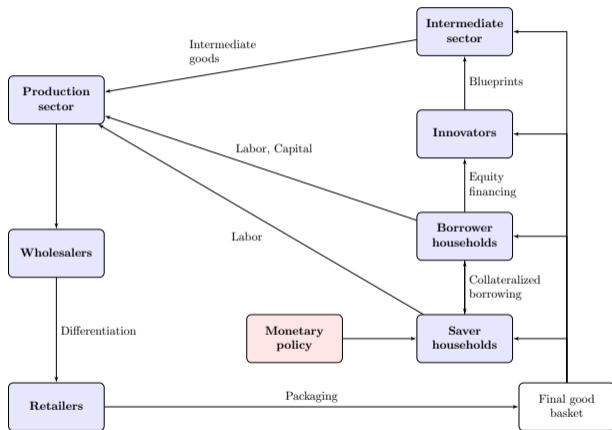 Intermediate
sector
Intermediate
goods
Production
sector
Blueprints
Innovators
Labor, Capital
Equity
financing
Labor
Borrower
households
Wholesalers
Collateralized
borrowing
Differentiation
Monetary
policy
Saver
households
Retailers
Packaging
Final good
basket